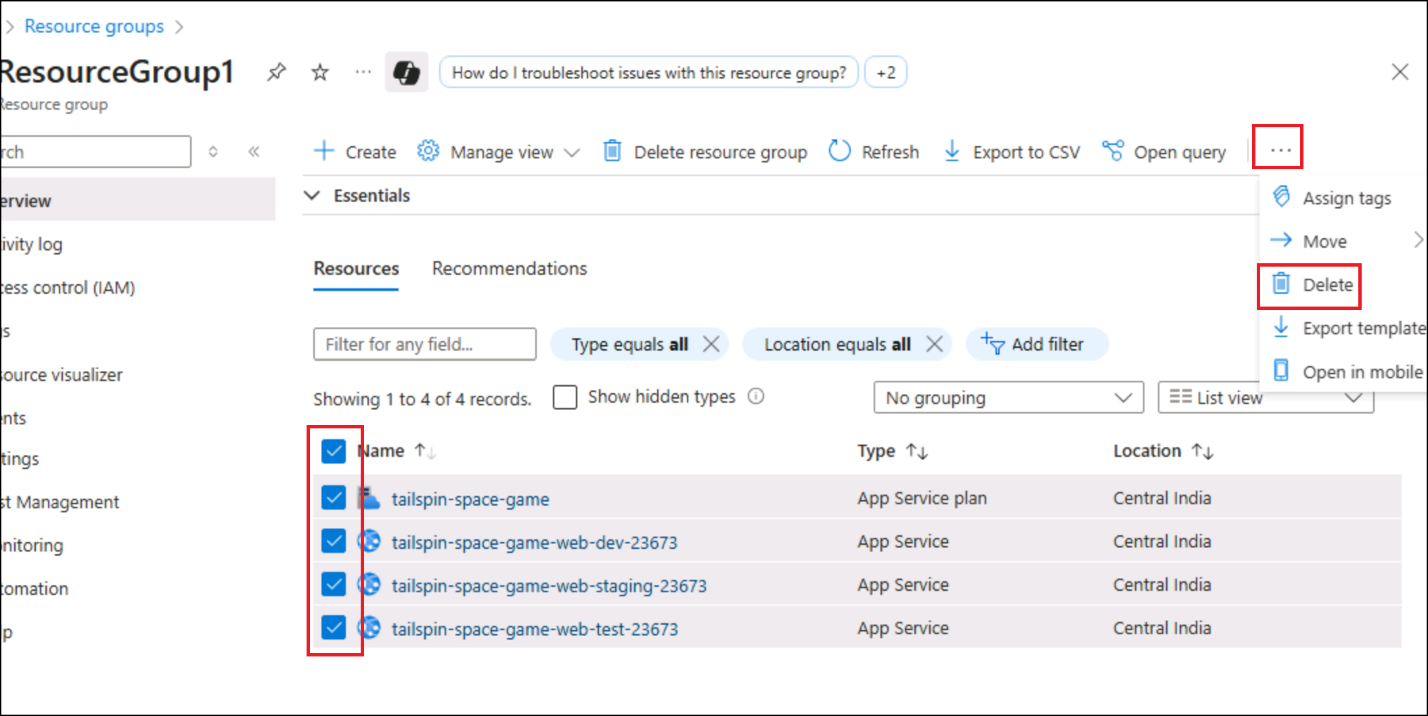 Resource groups
ResourceGroup1
How do I troubleshoot issues with this resource group?
+2
Resource group
rch
Create
Manage view
Delete resource group
Refresh
Export to CSV
Open query
Essentials
Assign tags
Move
Delete
Export template
Open in mobile
erview
ivity log
cess control (IAM)
s
source visualizer
ents
tings
st Management
nitoring
tomation
p
Resources Recommendations
Filter for any field...
Type equals all
Location equals all
Add filter
Showing 1 to 4 of 4 records.
Show hidden types
No grouping
List view
Name Type Location
tailspin-space-game App Service plan Central India
tailspin-space-game-web-dev-23673 App Service Central India
tailspin-space-game-web-staging-23673 App Service Central India
tailspin-space-game-web-test-23673 App Service Central India